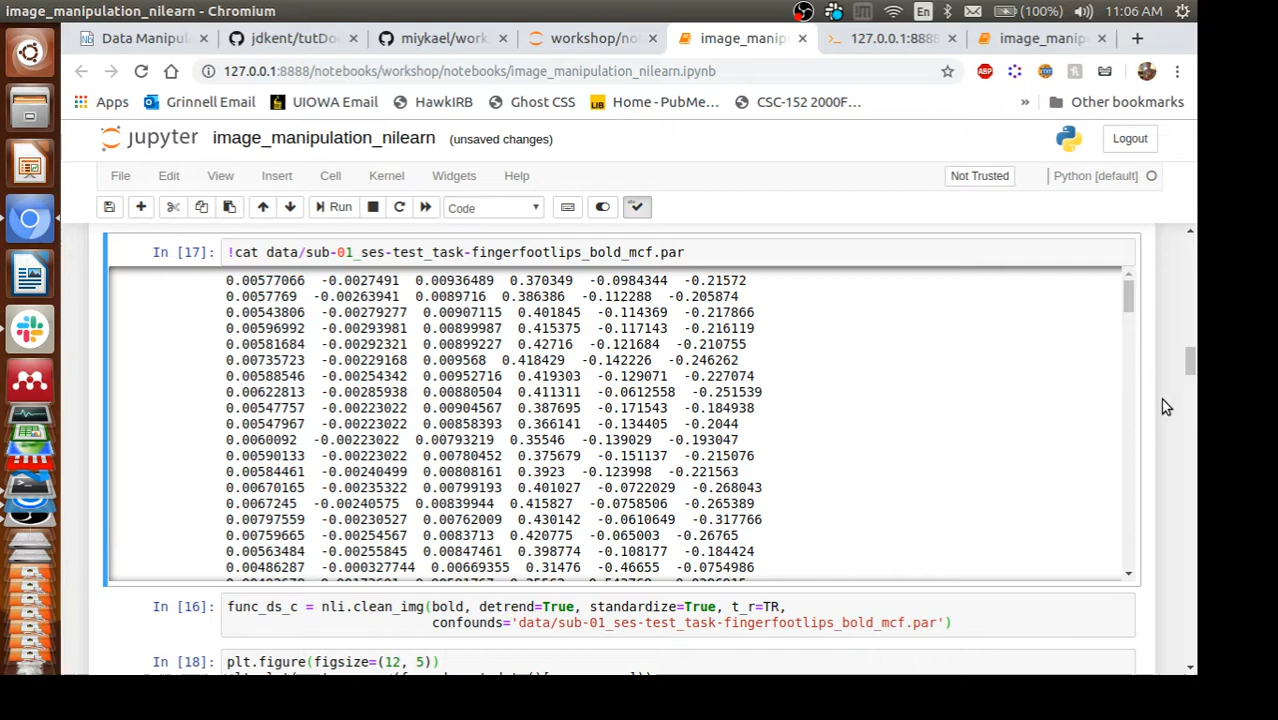 image_manipulation_nilearn - Chromium
En
(100%)
11:06 AM
Data Manipul
jdkent/tutDo
miykael/work
workshop/no
image_manip
127.0.0.1:8888
image_manip
127.0.0.1:8888/notebooks/workshop/notebooks/image_manipulation_nilearn.ipynb
ABP
Apps
Grinnell Email
UIOWA Email
HawkIRB
Ghost CSS
LIB
Home - PubMe...
CSC-152 2000F...
»
Other bookmarks
jupyter
image_manipulation_nilearn
(unsaved changes)
Logout
File
Edit
View
Insert
Cell
Kernel
Widgets
Help
Not Trusted
Python [default]
Run
Code
In [17]: !cat data/sub-01_ses-test_task-fingerfootlips_bold_mcf.par
0.00577066 -0.0027491 0.00936489 0.370349 -0.0984344 -0.21572
0.0057769 -0.00263941 0.0089716 0.386386 -0.112288 -0.205874
0.00543806 -0.00279277 0.00907115 0.401845 -0.114369 -0.217866
0.00596992 -0.00293981 0.00893987 0.415375 -0.117143 -0.216819
0.00581684 -0.00292321 0.00899227 0.42716 -0.121684 -0.210755
0.00735723 -0.00229168 0.009568 0.418429 -0.142226 -0.246262
0.00588546 -0.00254342 0.00952716 0.419303 -0.129071 -0.227074
0.00622813 -0.00285938 0.00880504 0.411311 -0.0612558 -0.251539
0.00547757 -0.00223022 0.00904567 0.387695 -0.171543 -0.184938
0.00547967 -0.00223022 0.00858139 0.366141 -0.134405 -0.2044
0.0060092 -0.00223022 0.00793219 0.35546 -0.139029 -0.193047
0.00590133 -0.00223022 0.00780452 0.375679 -0.151137 -0.215076
0.00584461 -0.00240499 0.00808161 0.3923 -0.123998 -0.221563
0.00670165 -0.00235322 0.00799193 0.401027 -0.0722029 -0.268043
0.0067245 -0.00240575 0.00839944 0.415827 -0.0758506 -0.265389
0.00797559 -0.00230527 0.00762009 0.430142 -0.0610649 -0.317766
0.00759665 -0.00254567 0.0083713 0.420775 -0.065003 -0.26765
0.00563484 -0.00255845 0.00847461 0.398774 -0.108177 -0.184424
0.00486287 -0.000327744 0.00669355 0.31476 -0.46655 -0.0754986
In [16]: func_ds_c = nli.clean_img(bold, detrend=True, standardize=True, t_r=TR,
confounds='data/sub-01_ses-test_task-fingerfootlips_bold_mcf.par')
In [18]: plt.figure(figsize=(12, 5))